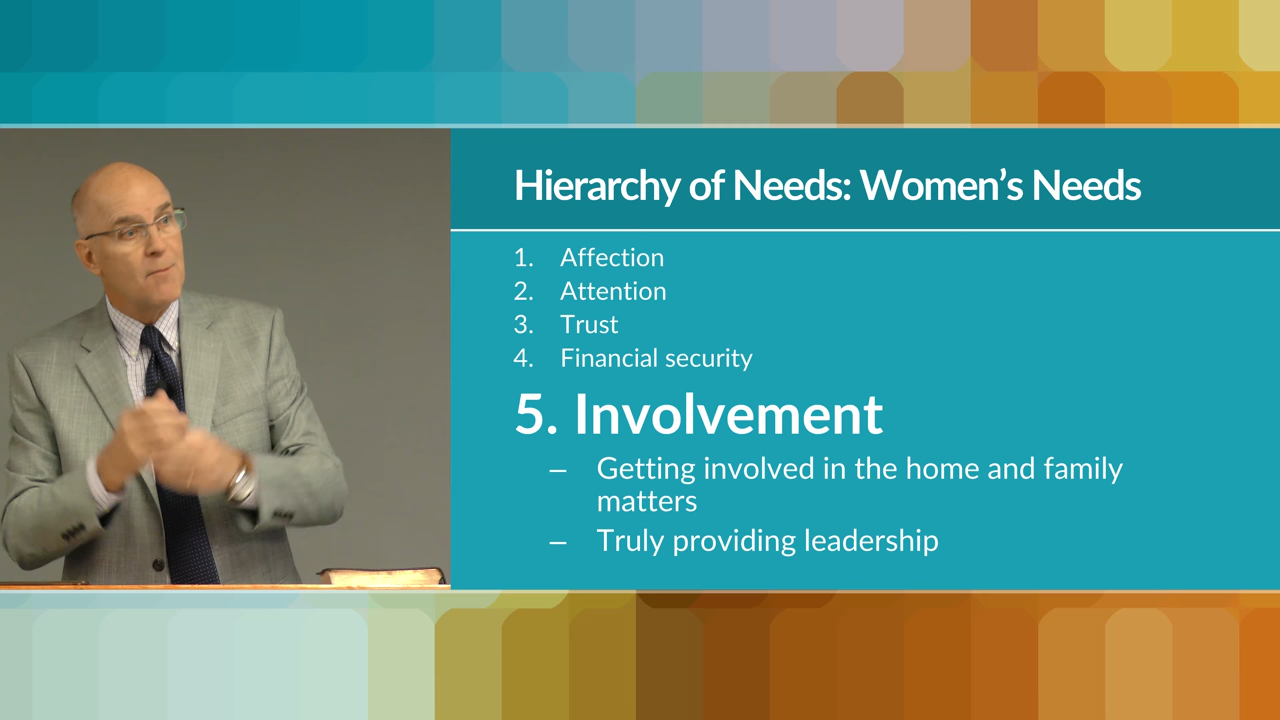 Hierarchy of Needs: Women’s Needs
1. Affection
2. Attention
3. Trust
4. Financial security
5. Involvement
– Getting involved in the home and family
matters
– Truly providing leadership